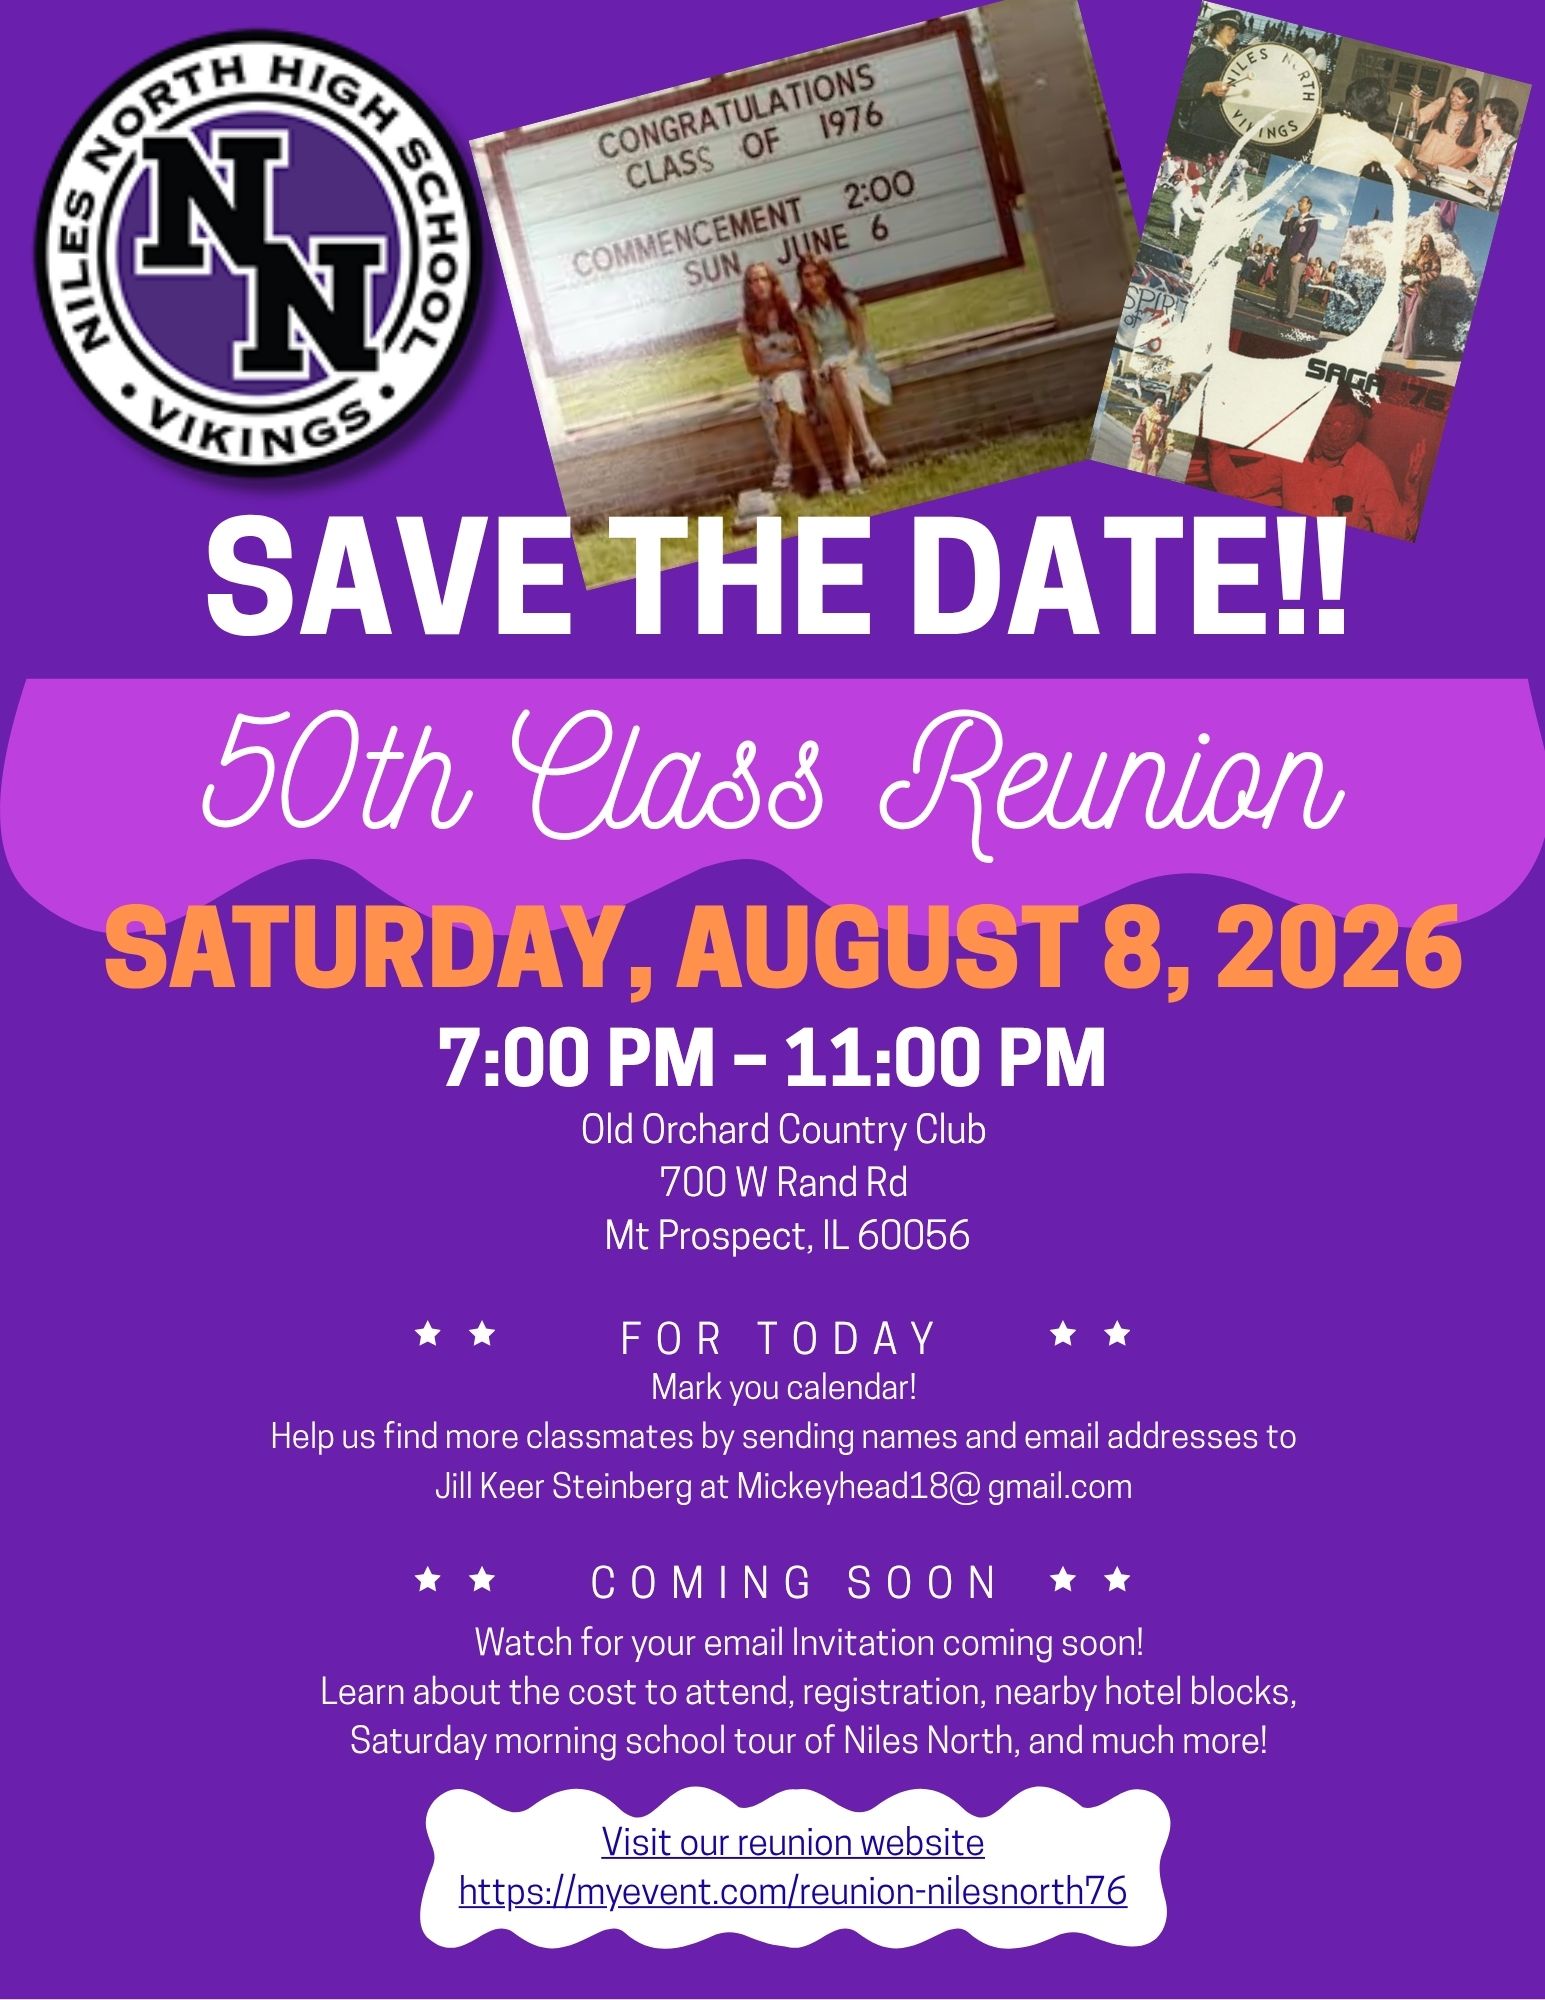 NILES NORTH HIGH SCHOOL
NN
• VIKINGS •
CONGRATULATIONS
CLASS OF 1976
COMMENCEMENT 2:00
SUN JUNE 6
NILES NORTH
VIKINGS
SPIRIT
OF
SAGA '76
SAVE THE DATE!!
50th Class Reunion
SATURDAY, AUGUST 8, 2026
7:00 PM – 11:00 PM
Old Orchard Country Club
700 W Rand Rd
Mt Prospect, IL 60056
FOR TODAY
Mark you calendar!
Help us find more classmates by sending names and email addresses to
Jill Keer Steinberg at Mickeyhead18@ gmail.com
COMING SOON
Watch for your email Invitation coming soon!
Learn about the cost to attend, registration, nearby hotel blocks,
Saturday morning school tour of Niles North, and much more!
Visit our reunion website
https://myevent.com/reunion-nilesnorth76